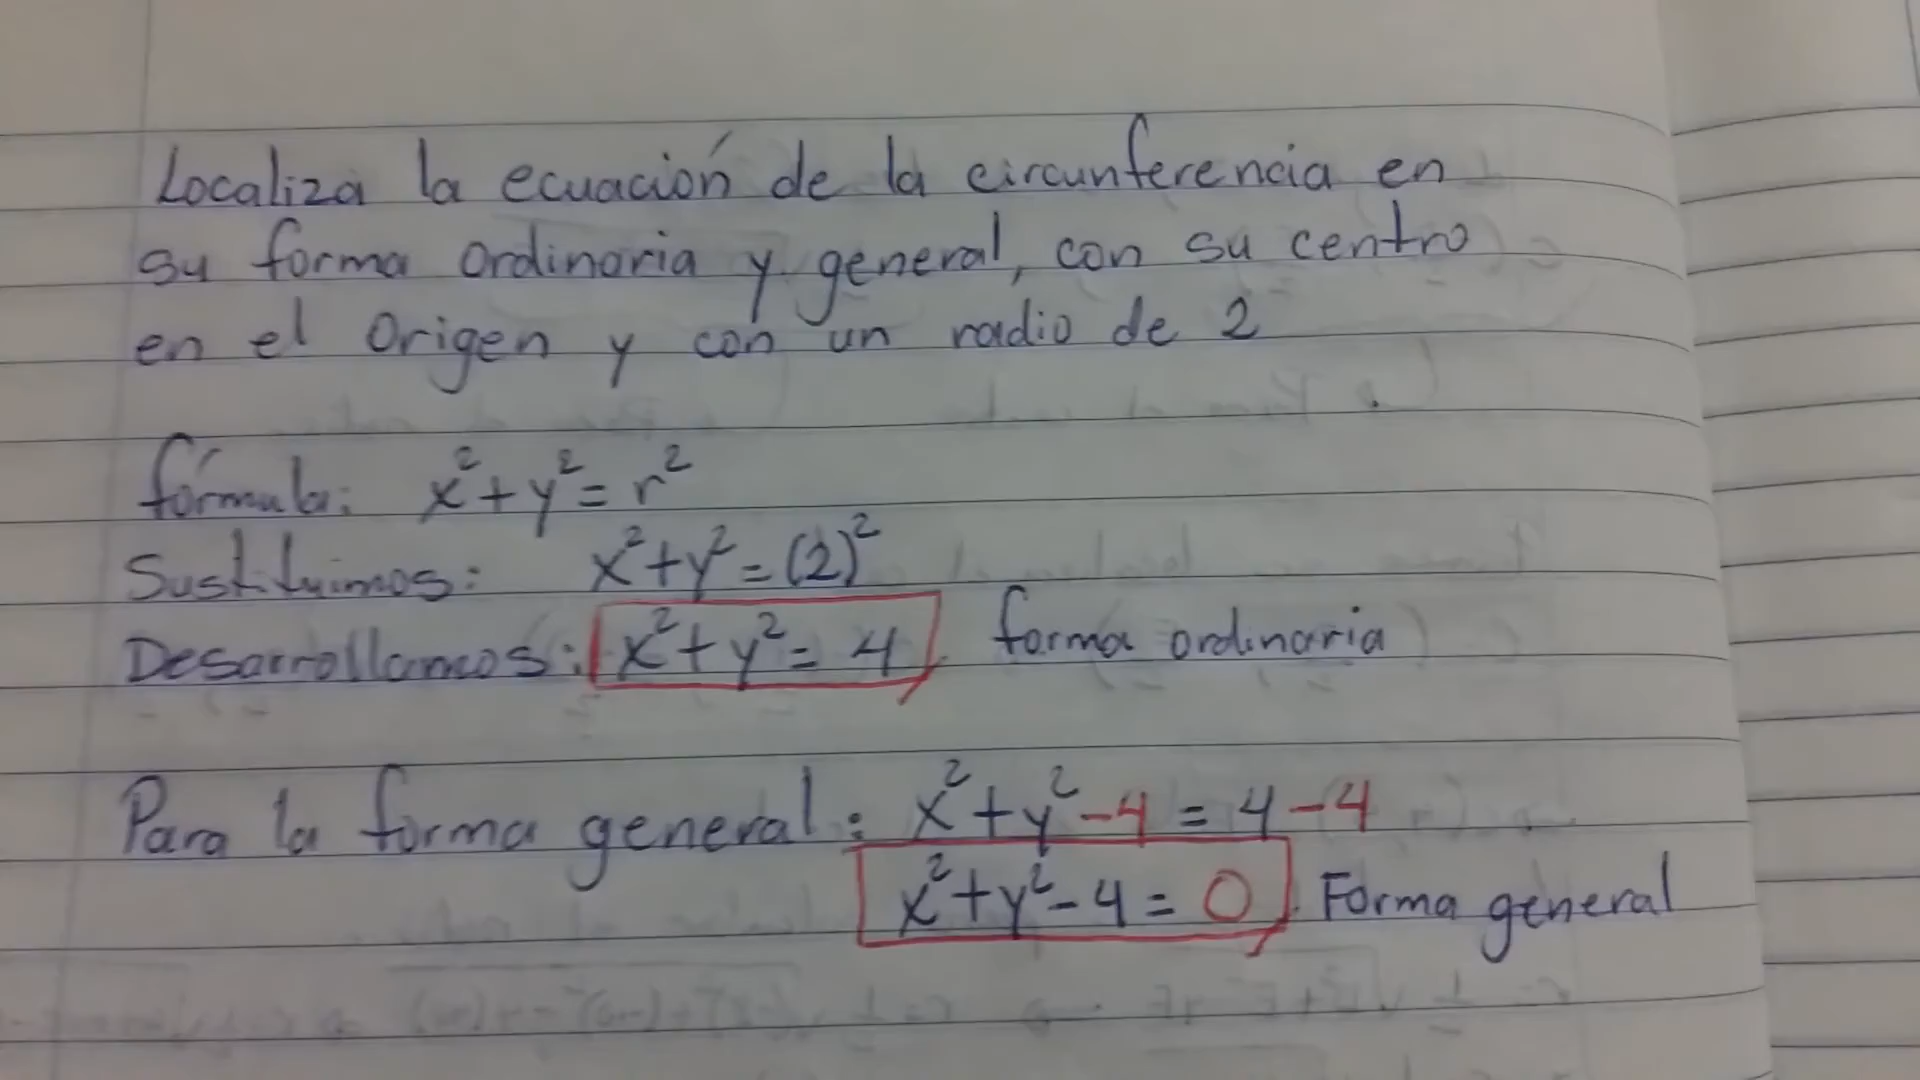 Localiza la ecuación de la circunferencia en
su forma ordinaria y general, con su centro
en el Origen y con un radio de 2
fórmula: x²+y²=r²
Sustituimos: x²+y²=(2)²
Desarrollamos: x²+y²=4 forma ordinaria
Para la forma general: x²+y²-4=4-4
x²+y²-4=0 Forma general